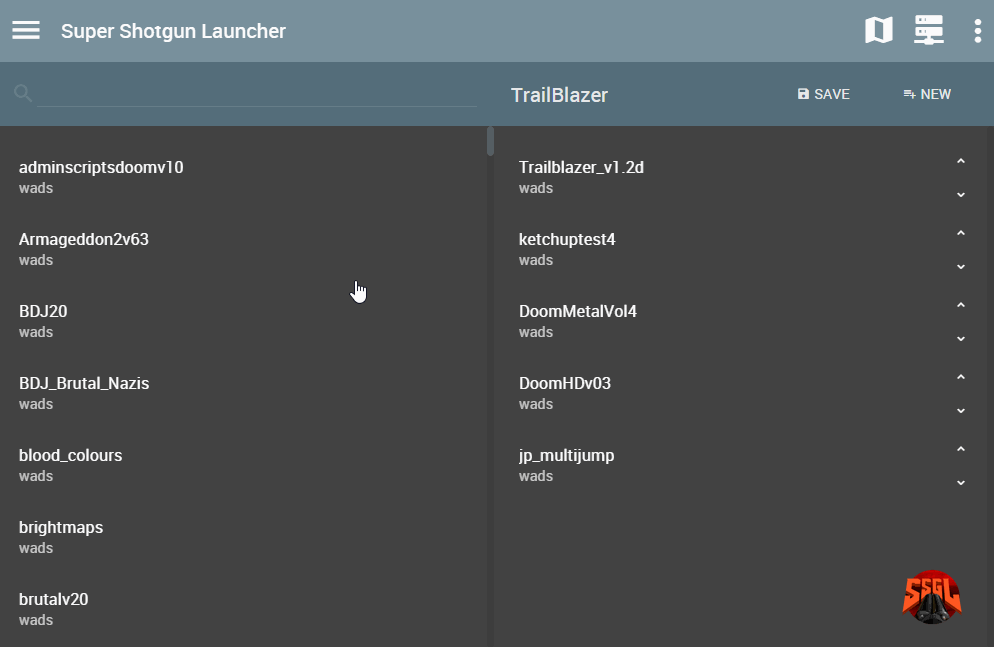 Super Shotgun Launcher
TrailBlazer
SAVE
NEW
adminscriptsdoomv10
wads
Armageddon2v63
wads
BDJ20
wads
BDJ_Brutal_Nazis
wads
blood_colours
wads
brightmaps
wads
brutalv20
wads
Trailblazer_v1.2d
wads
ketchuptest4
wads
DoomMetalVol4
wads
DoomHDv03
wads
jp_multijump
wads
SSGL